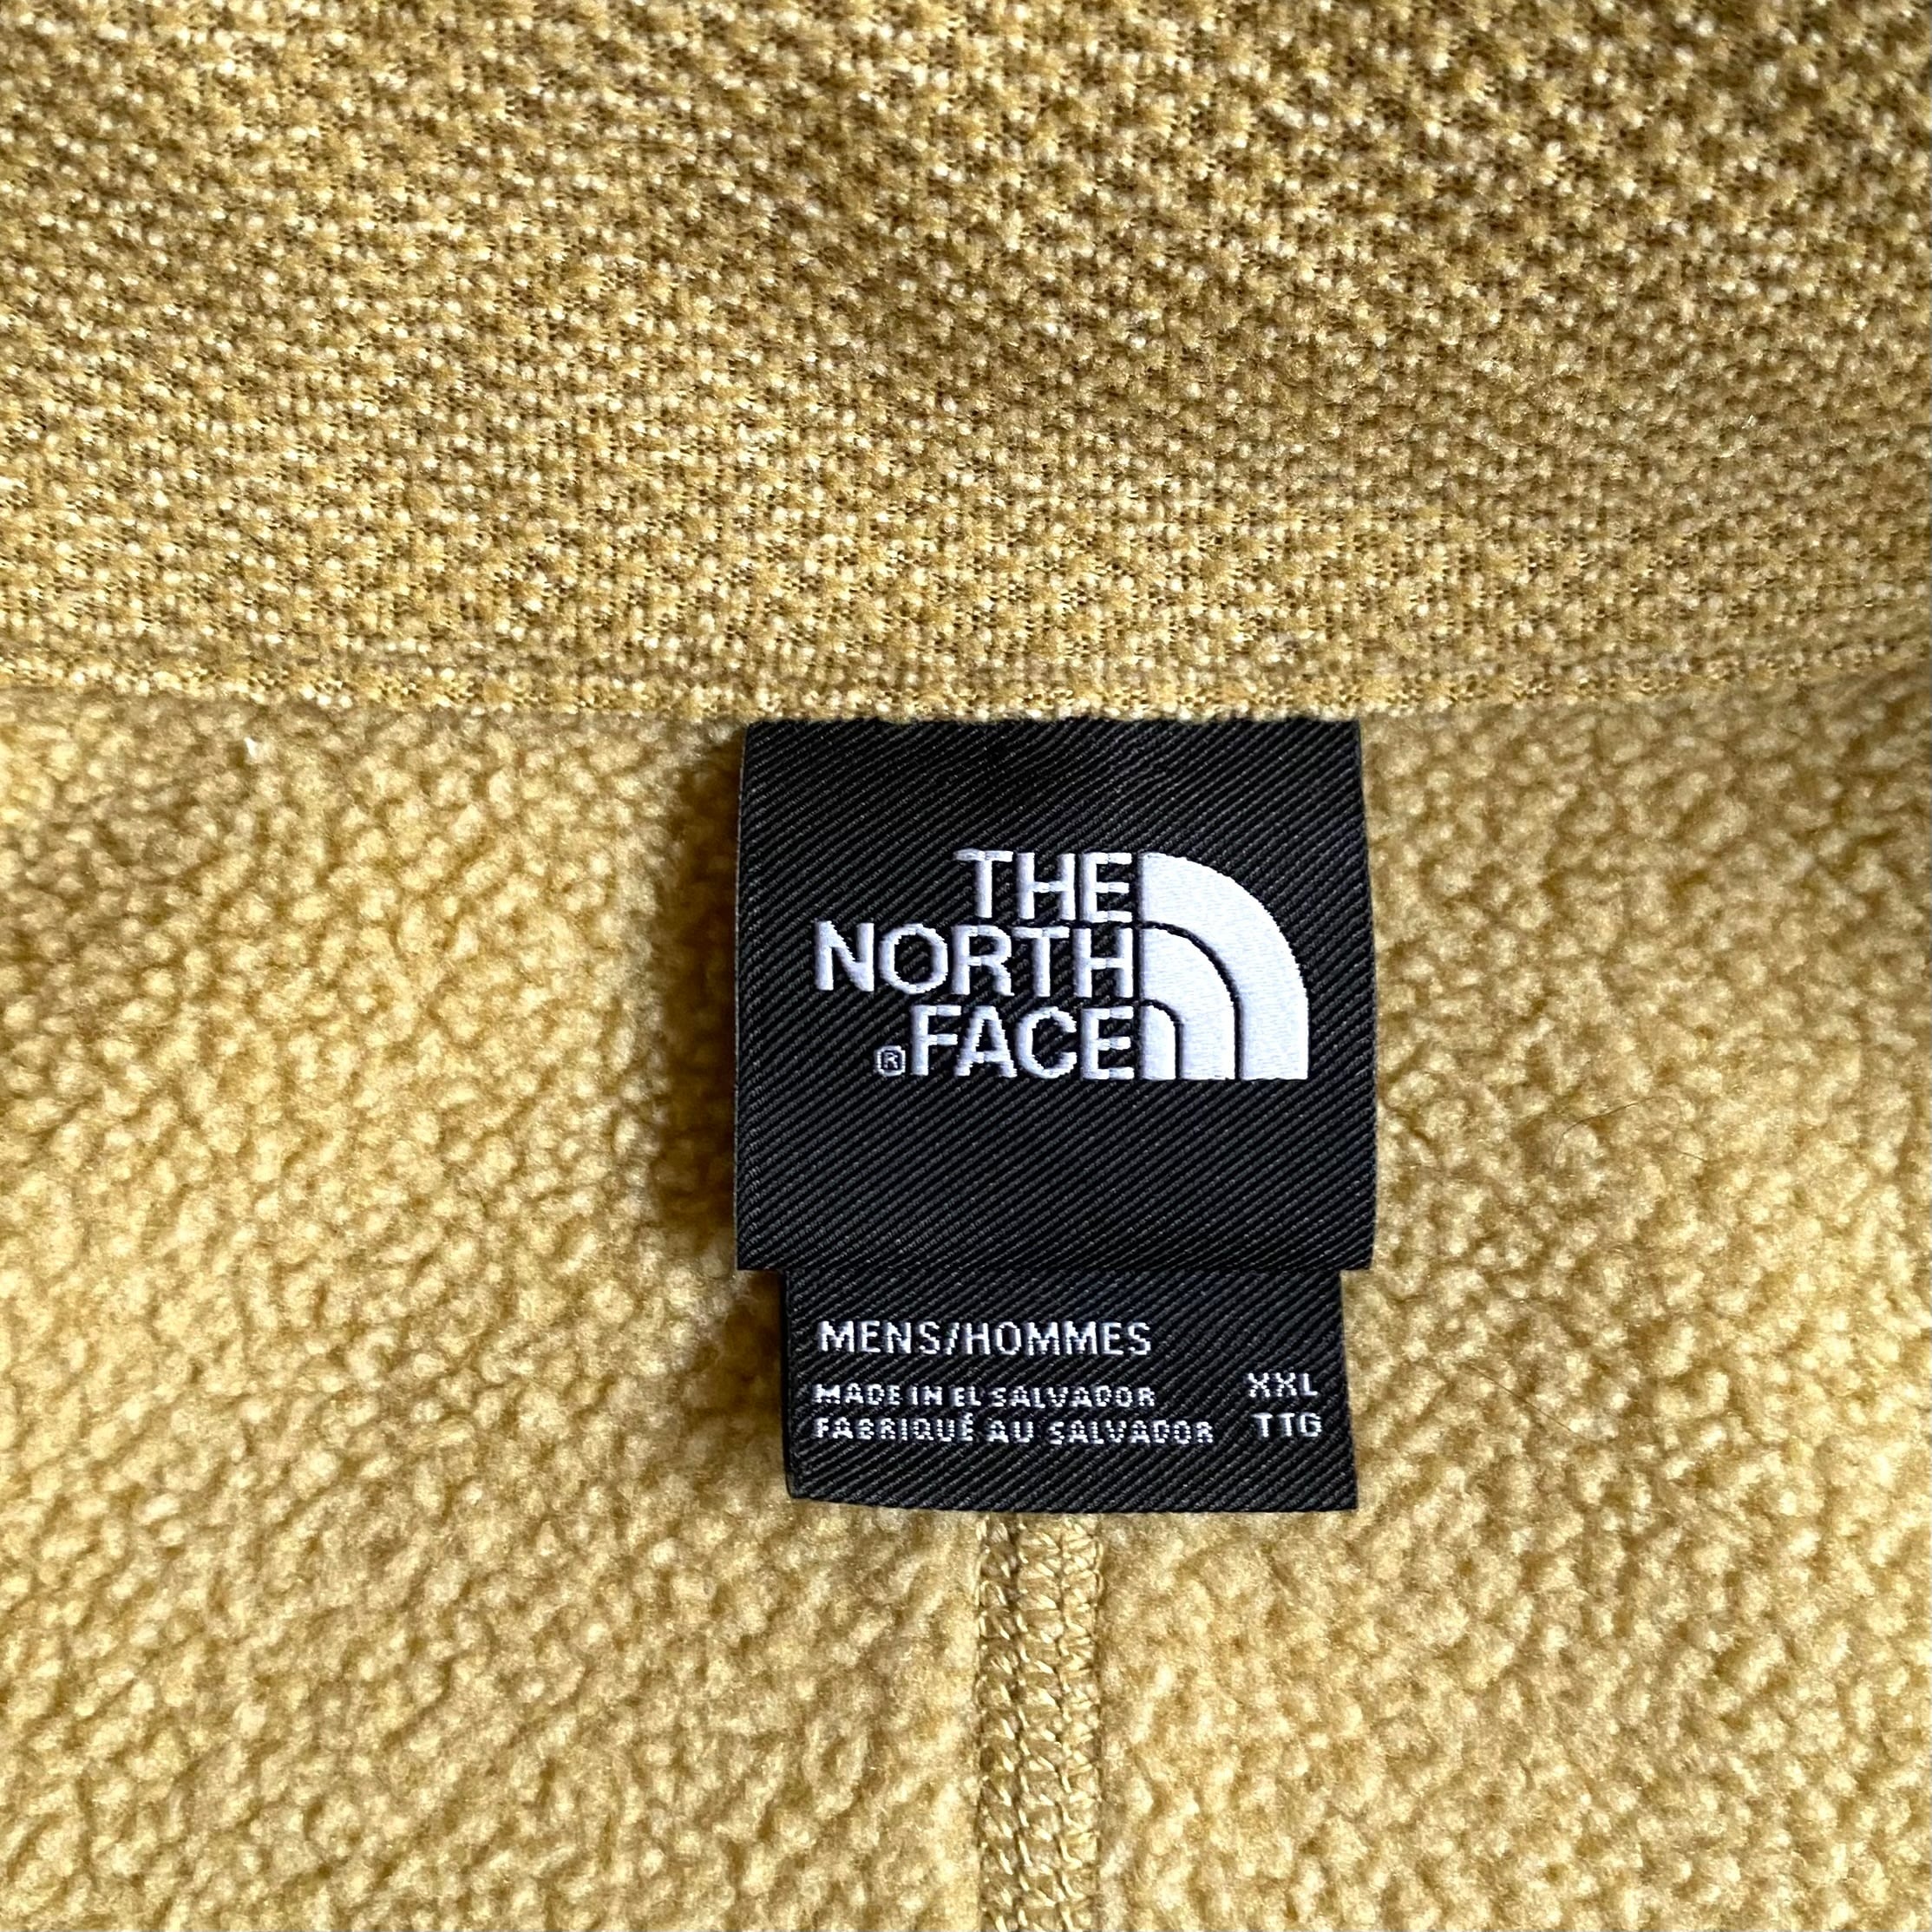 THE
NORTH
®FACE
MENS/HOMMES
MADE IN EL SALVADOR XXL
FABRIQUÉ AU SALVADOR TTG